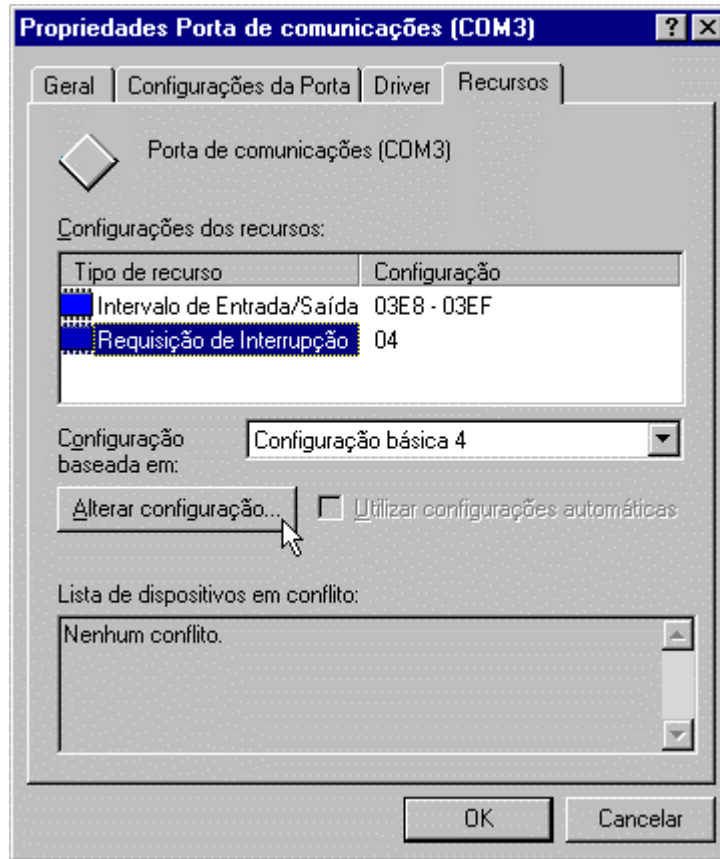 Propriedades Porta de comunicações (COM3)
Geral Configurações da Porta Driver Recursos
Porta de comunicações (COM3)
Configurações dos recursos:
Tipo de recurso Configuração
Intervalo de Entrada/Saída 03E8 - 03EF
Requisição de Interrupção 04
Configuração baseada em: Configuração básica 4
Alterar configuração... Utilizar configurações automáticas
Lista de dispositivos em conflito:
Nenhum conflito.
OK Cancelar